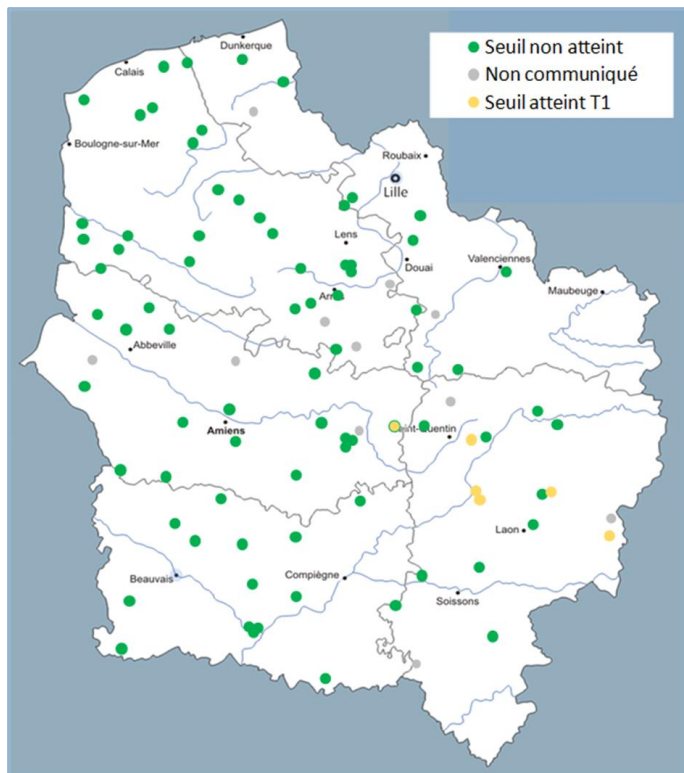 Dunkerque
Calais
Seuil non atteint
Non communiqué
Seuil atteint T1
Boulogne-sur-Mer
Roubaix
Lille
Lens
Douai
Valenciennes
Maubeuge
Abbeville
Amiens
Laon
Beauvais
Compiègne
Soissons